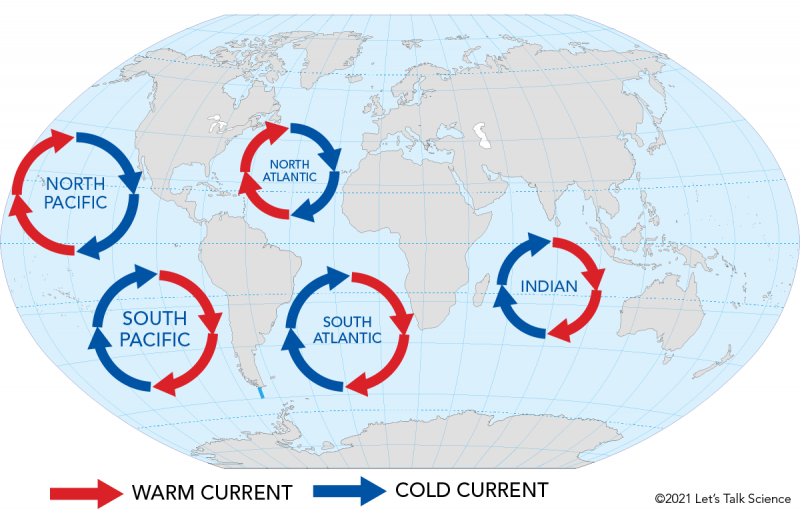 NORTH
PACIFIC
NORTH
ATLANTIC
SOUTH
PACIFIC
SOUTH
ATLANTIC
INDIAN
WARM CURRENT
COLD CURRENT
©2021 Let's Talk Science